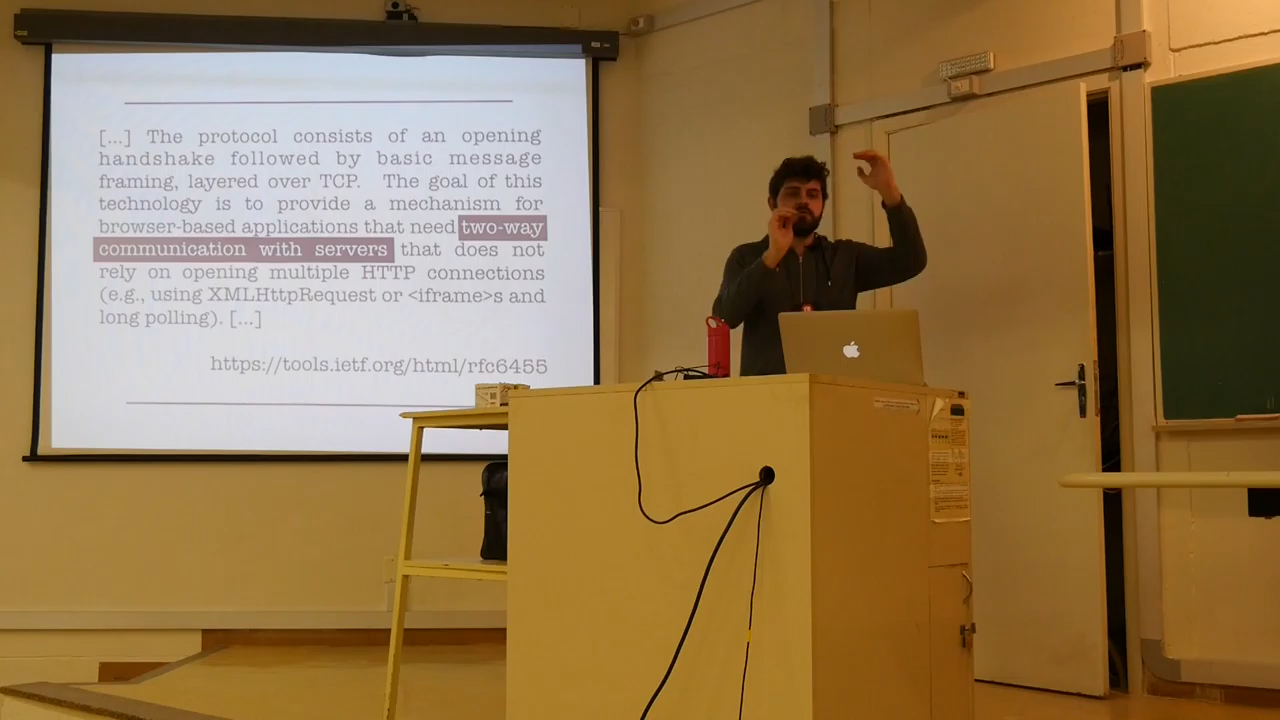 [...] The protocol consists of an opening
handshake followed by basic message
framing, layered over TCP. The goal of this
technology is to provide a mechanism for
browser-based applications that need two-way
communication with servers that does not
rely on opening multiple HTTP connections
(e.g., using XMLHttpRequest or <iframe>s and
long polling). [...]
https://tools.ietf.org/html/rfc6455